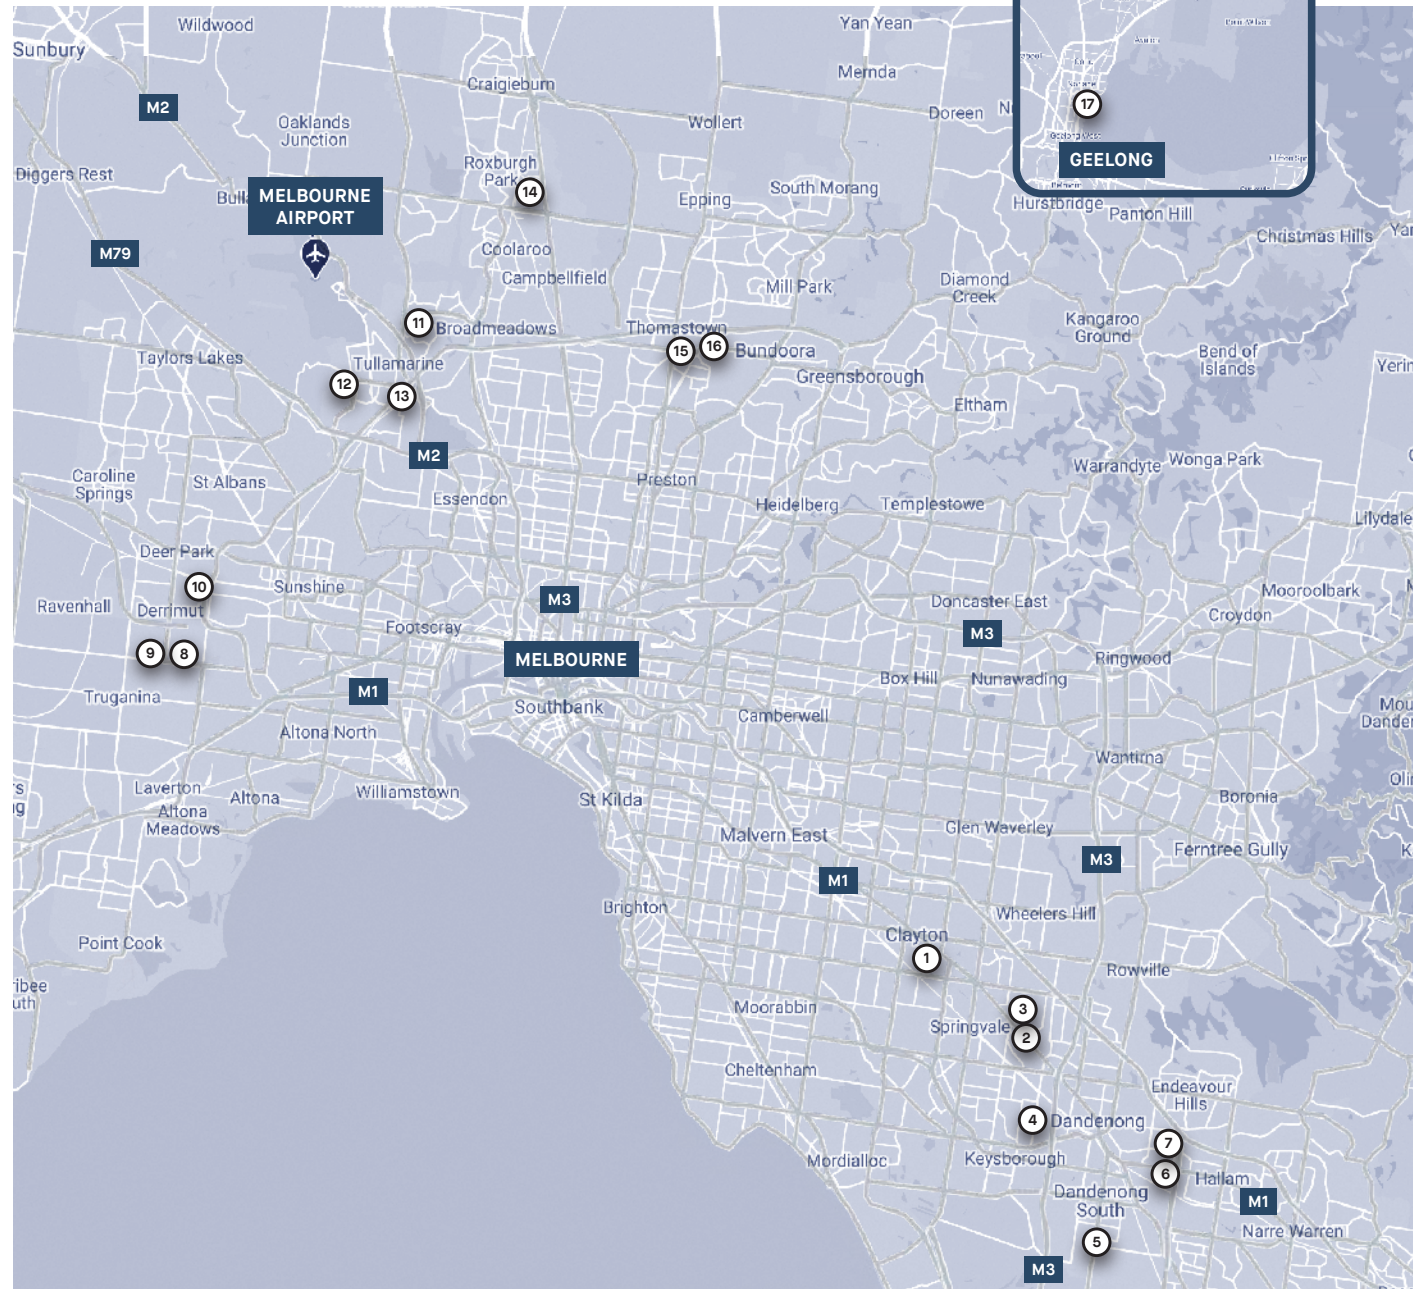 Wildwood
Yan Yean
Sunbury
Mernda
Craigieburn
M2
Doreen
17
Oaklands
Junction
Wollert
Geelong West
GEELONG
Diggers Rest
Roxburgh
Park
14
MELBOURNE
AIRPORT
Epping
South Morang
Hurstbridge
Panton Hill
Christmas Hills
M79
Coolaroo
Campbellfield
Mill Park
Diamond
Creek
Kangaroo
Ground
11
Broadmeadows
Thomastown
15
16
Bundoora
Taylors Lakes
Tullamarine
12
13
Greensborough
Bend of
Islands
Eltham
M2
Caroline
Springs
St Albans
Essendon
Preston
Heidelberg
Templestowe
Warrandyte
Wonga Park
Lilydale
Deer Park
10
Sunshine
Ravenhall
Derrimut
M3
Doncaster East
Mooroolbark
Croydon
Footscray
M3
9
8
MELBOURNE
Ringwood
Truganina
M1
Box Hill
Nunawading
Southbank
Camberwell
Altona North
Wantirna
Laverton
Altona
Altona
Meadows
Williamstown
St Kilda
Boronia
Malvern East
Glen Waverley
Ferntree Gully
M3
M1
Brighton
Wheelers Hill
Point Cook
Clayton
1
Rowville
Moorabbin
3
Springvale
2
Cheltenham
Endeavour
Hills
4
Dandenong
7
Mordialloc
Keysborough
6
Hallam
Dandenong
South
M1
Narre Warren
5
M3